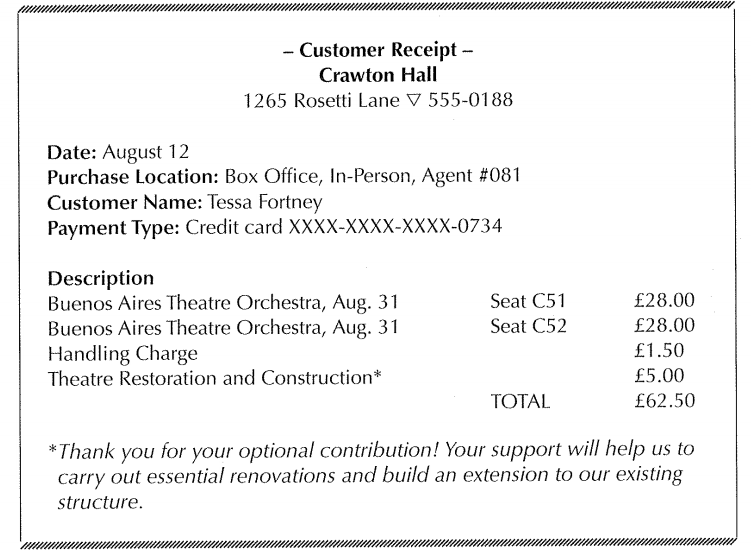 – Customer Receipt –
Crawton Hall
1265 Rosetti Lane ▽ 555-0188
Date: August 12
Purchase Location: Box Office, In-Person, Agent #081
Customer Name: Tessa Fortney
Payment Type: Credit card XXXX-XXXX-XXXX-0734
Description
Buenos Aires Theatre Orchestra, Aug. 31 Seat C51 £28.00
Buenos Aires Theatre Orchestra, Aug. 31 Seat C52 £28.00
Handling Charge £1.50
Theatre Restoration and Construction* £5.00
TOTAL £62.50
*Thank you for your optional contribution! Your support will help us to
carry out essential renovations and build an extension to our existing
structure.